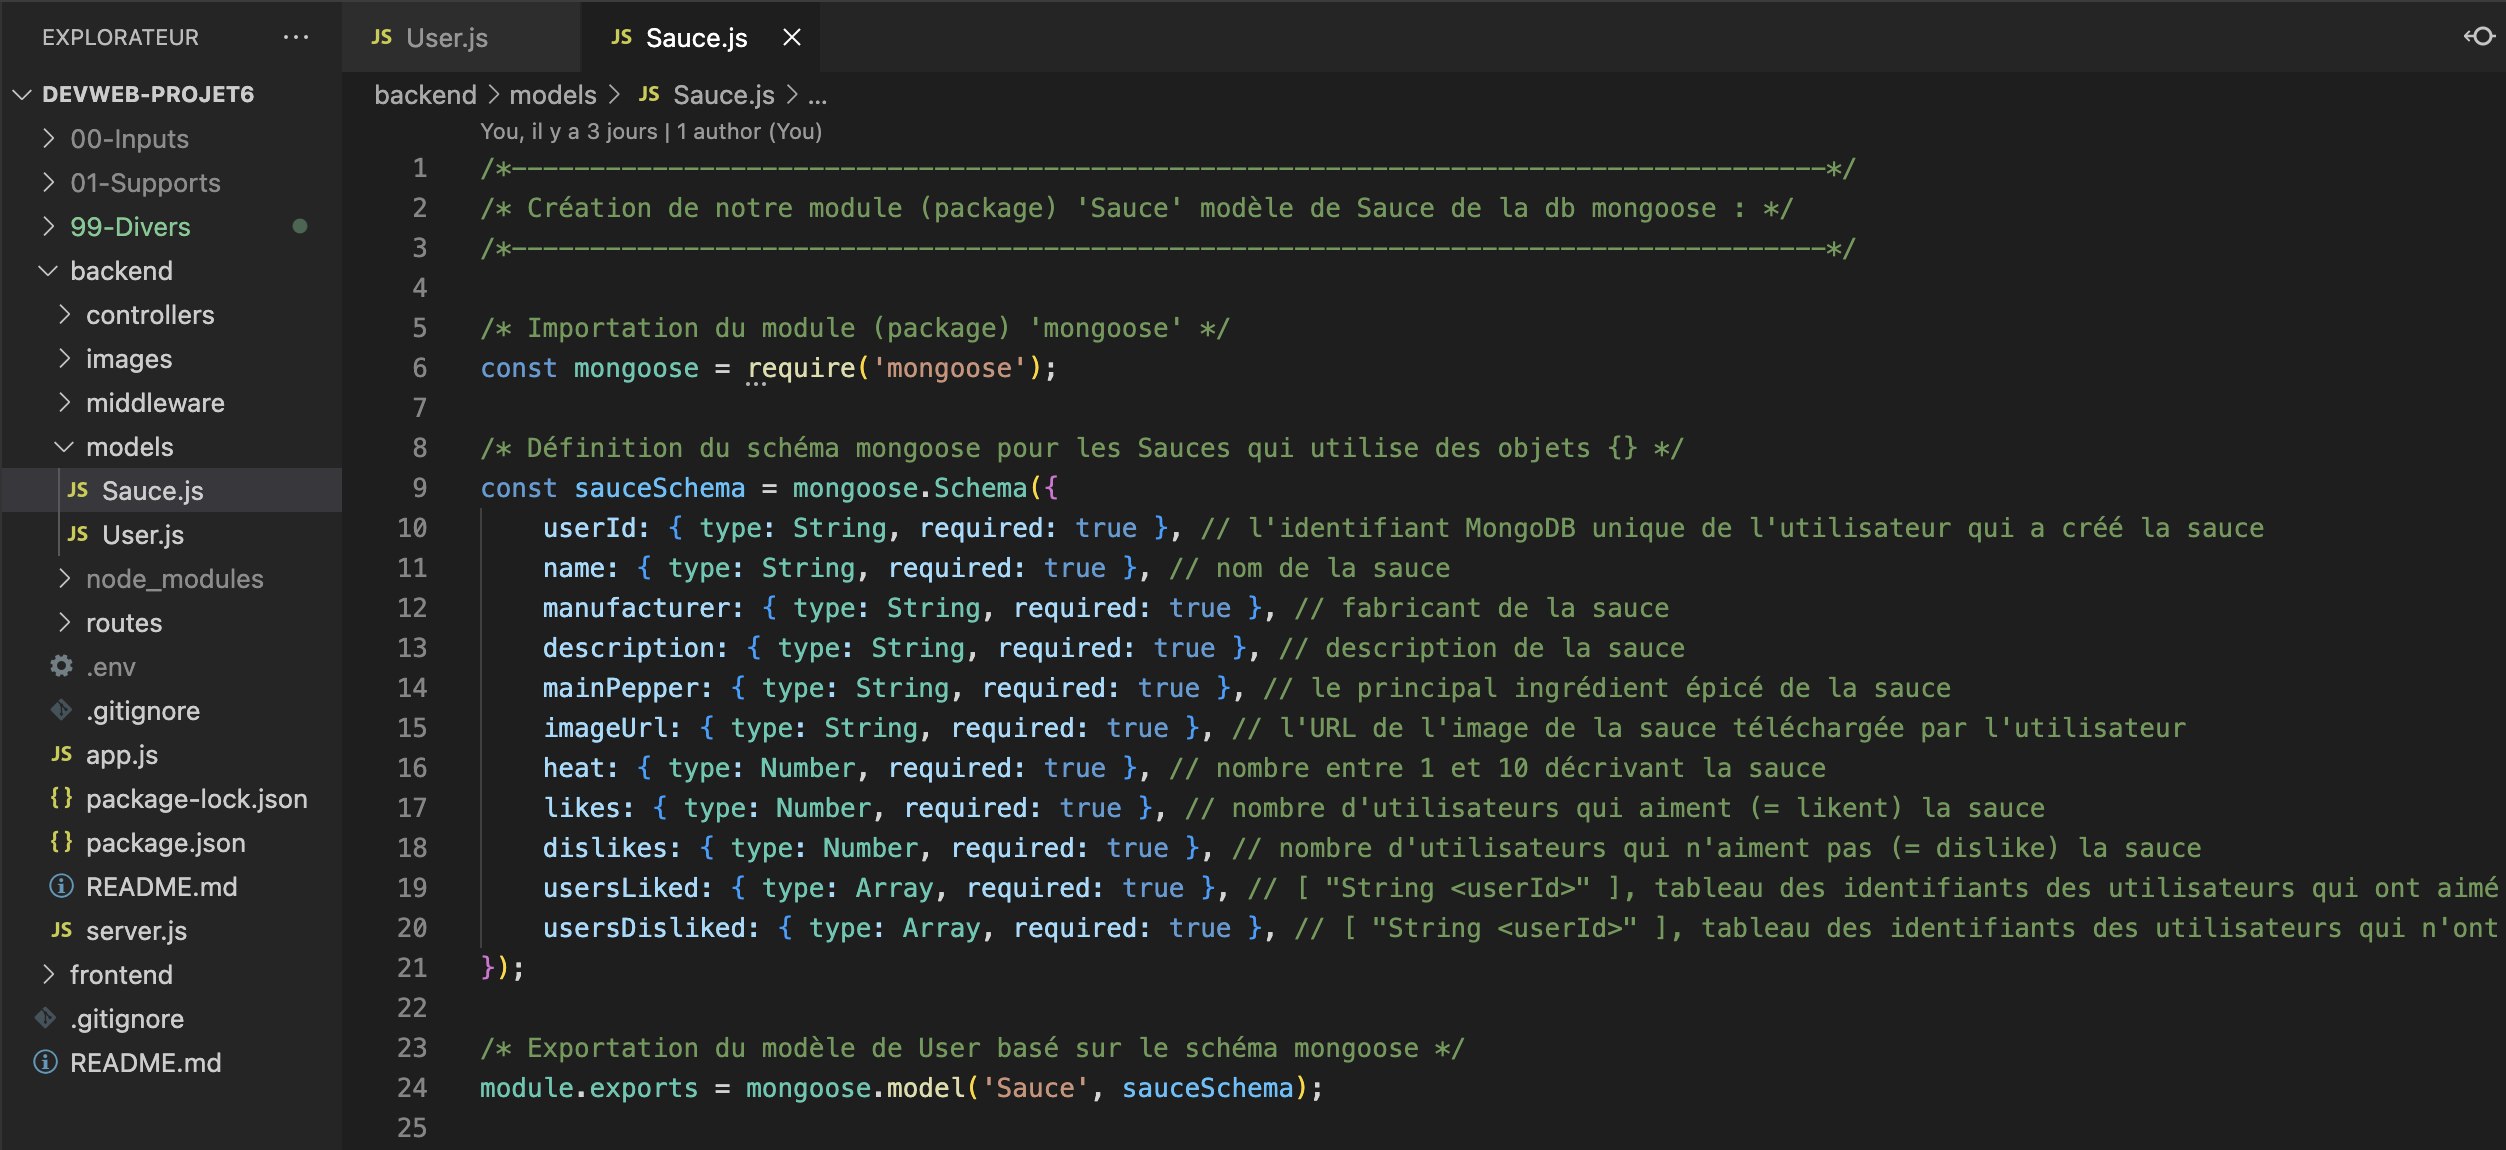 EXPLORATEUR ...
DEVWEB-PROJET6
00-Inputs
01-Supports
99-Divers
backend
controllers
images
middleware
models
JS Sauce.js
JS User.js
node_modules
routes
.env
.gitignore
JS app.js
{} package-lock.json
{} package.json
README.md
JS server.js
frontend
.gitignore
README.md
JS User.js
JS Sauce.js
backend > models > JS Sauce.js > ...
You, il y a 3 jours | 1 author (You)
1 /*------------------------------------------------------------------------------------*/
2 /* Création de notre module (package) 'Sauce' modèle de Sauce de la db mongoose : */
3 /*------------------------------------------------------------------------------------*/
4
5 /* Importation du module (package) 'mongoose' */
6 const mongoose = require('mongoose');
7
8 /* Définition du schéma mongoose pour les Sauces qui utilise des objets {} */
9 const sauceSchema = mongoose.Schema({
10 userId: { type: String, required: true }, // l'identifiant MongoDB unique de l'utilisateur qui a créé la sauce
11 name: { type: String, required: true }, // nom de la sauce
12 manufacturer: { type: String, required: true }, // fabricant de la sauce
13 description: { type: String, required: true }, // description de la sauce
14 mainPepper: { type: String, required: true }, // le principal ingrédient épicé de la sauce
15 imageUrl: { type: String, required: true }, // l'URL de l'image de la sauce téléchargée par l'utilisateur
16 heat: { type: Number, required: true }, // nombre entre 1 et 10 décrivant la sauce
17 likes: { type: Number, required: true }, // nombre d'utilisateurs qui aiment (= likent) la sauce
18 dislikes: { type: Number, required: true }, // nombre d'utilisateurs qui n'aiment pas (= dislike) la sauce
19 usersLiked: { type: Array, required: true }, // [ "String <userId>" ], tableau des identifiants des utilisateurs qui ont aimé
20 usersDisliked: { type: Array, required: true }, // [ "String <userId>" ], tableau des identifiants des utilisateurs qui n'ont
21 });
22
23 /* Exportation du modèle de User basé sur le schéma mongoose */
24 module.exports = mongoose.model('Sauce', sauceSchema);
25